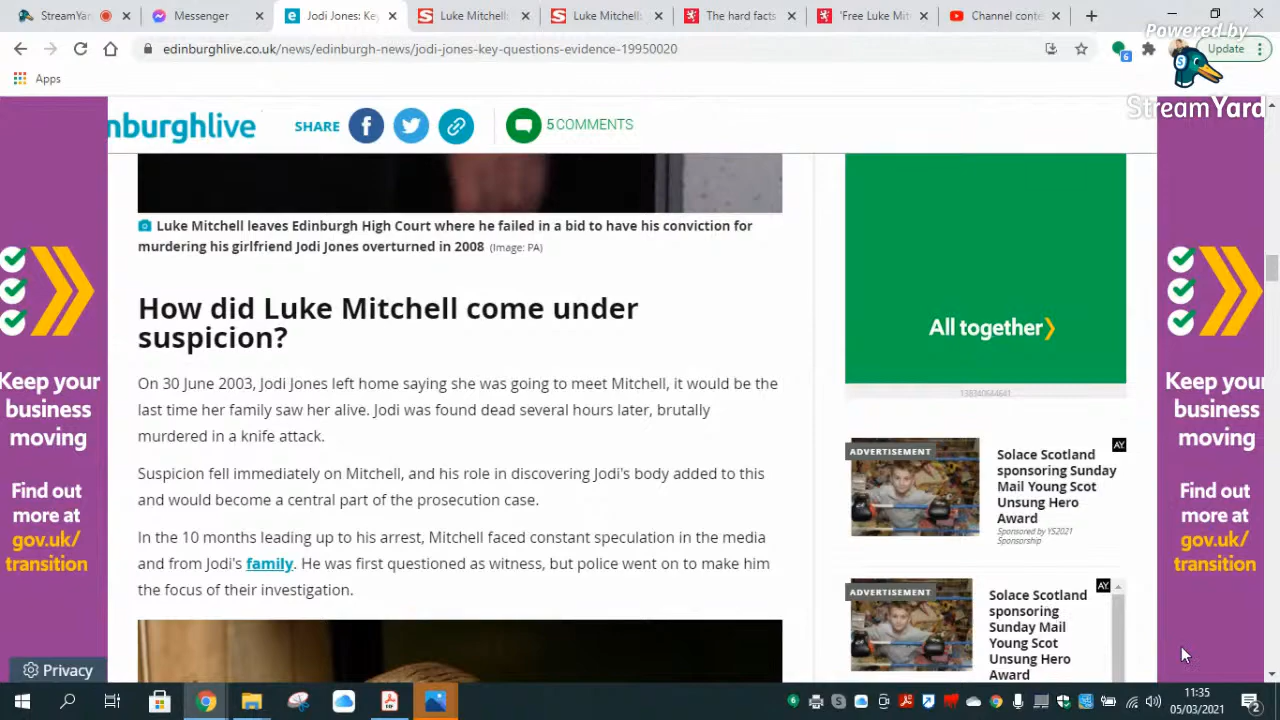 StreamYard
Messenger
Jodi Jones: Key
Luke Mitchell
Luke Mitchell:
The hard facts
'Free Luke Mit
Channel conte
edinburghlive.co.uk/news/edinburgh-news/jodi-jones-key-questions-evidence-19950020
6
Update
Powered by
StreamYard
Apps
nburghlive
SHARE
5 COMMENTS
Luke Mitchell leaves Edinburgh High Court where he failed in a bid to have his conviction for
murdering his girlfriend Jodi Jones overturned in 2008 (Image: PA)
How did Luke Mitchell come under
suspicion?
On 30 June 2003, Jodi Jones left home saying she was going to meet Mitchell, it would be the
last time her family saw her alive. Jodi was found dead several hours later, brutally
murdered in a knife attack.
Suspicion fell immediately on Mitchell, and his role in discovering Jodi's body added to this
and would become a central part of the prosecution case.
In the 10 months leading up to his arrest, Mitchell faced constant speculation in the media
and from Jodi's family. He was first questioned as witness, but police went on to make him
the focus of their investigation.
All together
138340644641
ADVERTISEMENT
AY
Solace Scotland
sponsoring Sunday
Mail Young Scot
Unsung Hero
Award
Sponsored by YS2021
Sponsorship
ADVERTISEMENT
AY
Solace Scotland
sponsoring
Sunday Mail
Young Scot
Unsung Hero
Award
Keep your
business
moving
Find out
more at
gov.uk/
transition
Keep your
business
moving
Find out
more at
gov.uk/
transition
Privacy
11:35
05/03/2021
2